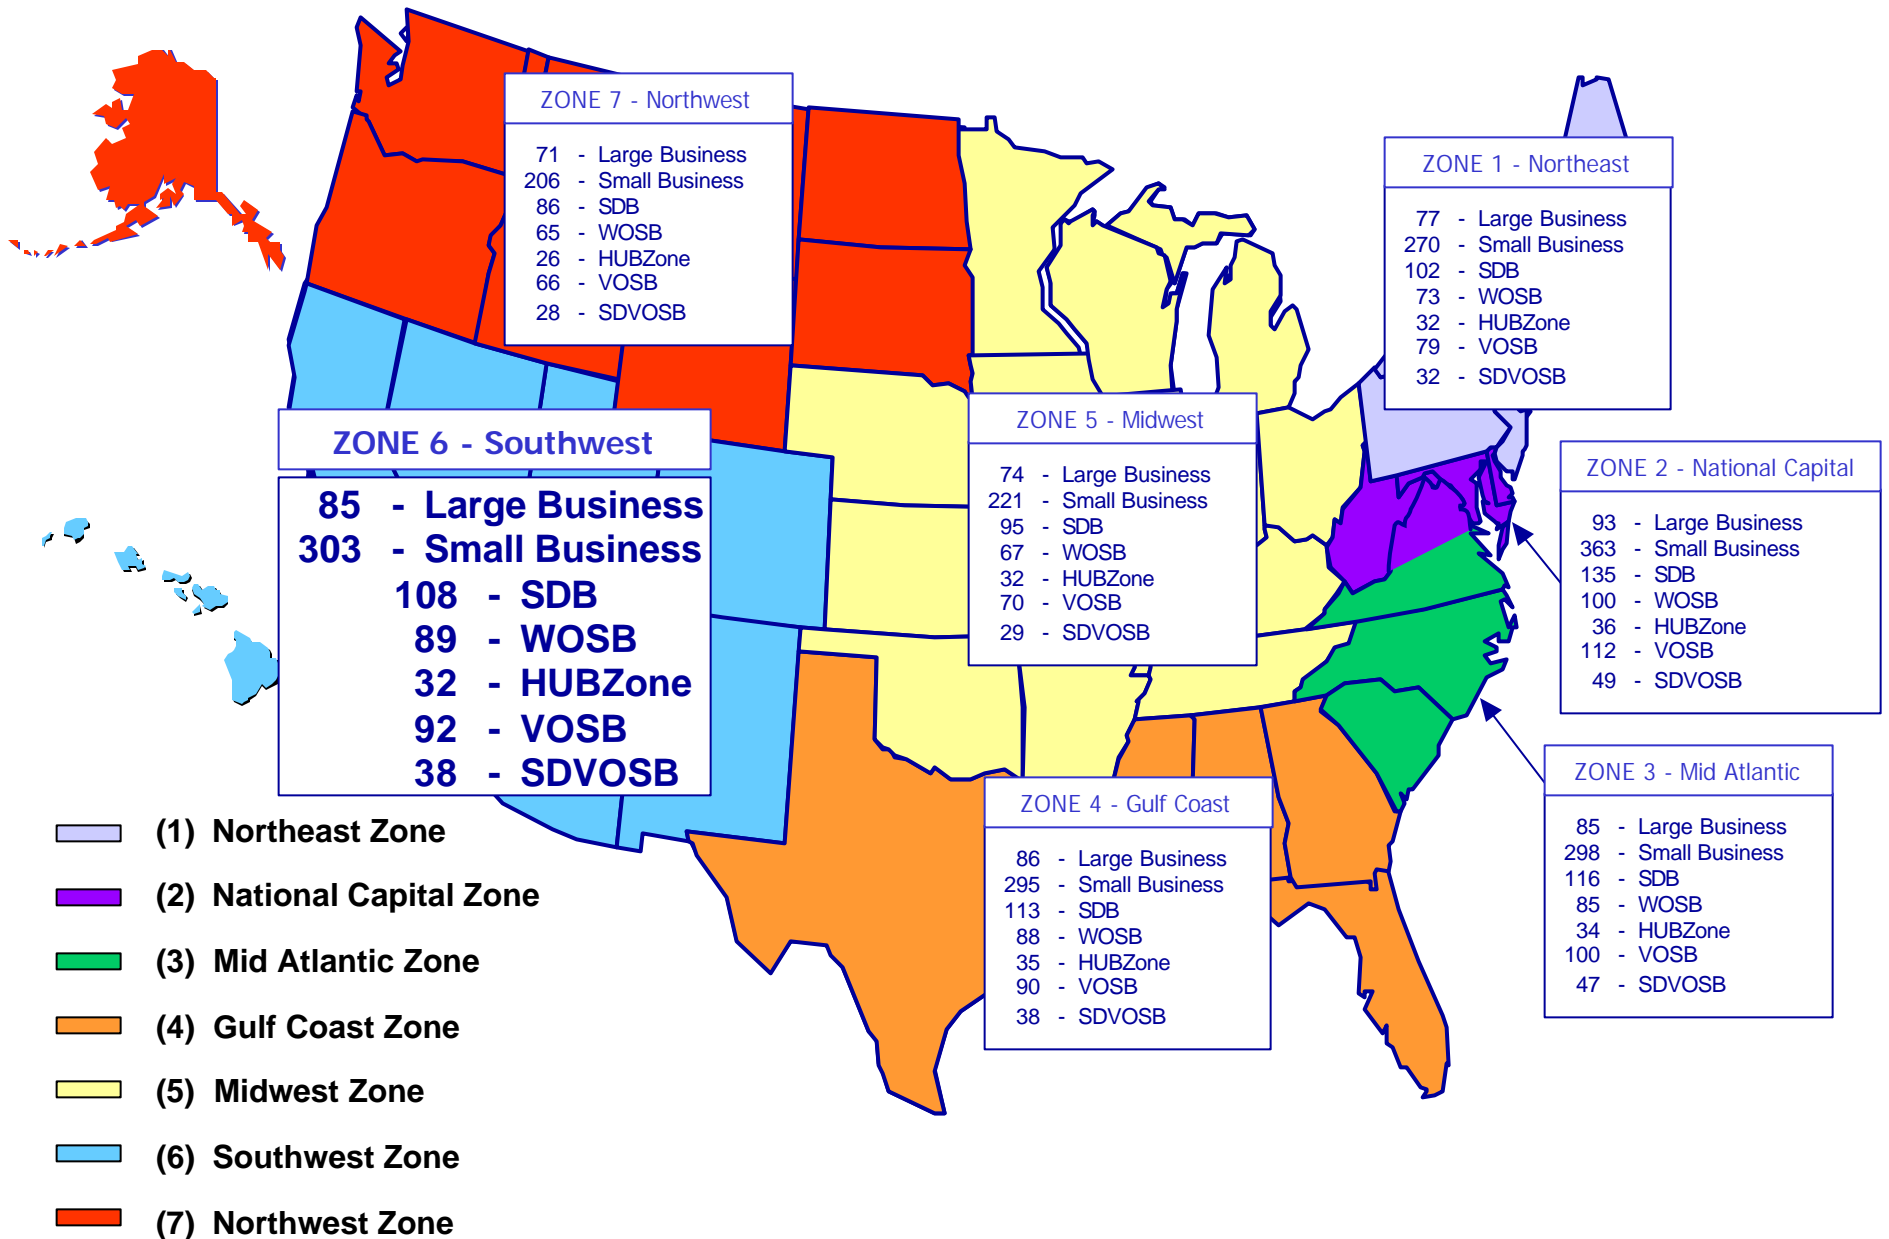 ZONE 7 - Northwest
71 - Large Business
206 - Small Business
86 - SDB
65 - WOSB
26 - HUBZone
66 - VOSB
28 - SDVOSB
ZONE 1 - Northeast
77 - Large Business
270 - Small Business
102 - SDB
73 - WOSB
32 - HUBZone
79 - VOSB
32 - SDVOSB
ZONE 6 - Southwest
85 - Large Business
303 - Small Business
108 - SDB
89 - WOSB
32 - HUBZone
92 - VOSB
38 - SDVOSB
ZONE 5 - Midwest
74 - Large Business
221 - Small Business
95 - SDB
67 - WOSB
32 - HUBZone
70 - VOSB
29 - SDVOSB
ZONE 2 - National Capital
93 - Large Business
363 - Small Business
135 - SDB
100 - WOSB
36 - HUBZone
112 - VOSB
49 - SDVOSB
ZONE 3 - Mid Atlantic
85 - Large Business
298 - Small Business
116 - SDB
85 - WOSB
34 - HUBZone
100 - VOSB
47 - SDVOSB
ZONE 4 - Gulf Coast
86 - Large Business
295 - Small Business
113 - SDB
88 - WOSB
35 - HUBZone
90 - VOSB
38 - SDVOSB
(1) Northeast Zone
(2) National Capital Zone
(3) Mid Atlantic Zone
(4) Gulf Coast Zone
(5) Midwest Zone
(6) Southwest Zone
(7) Northwest Zone